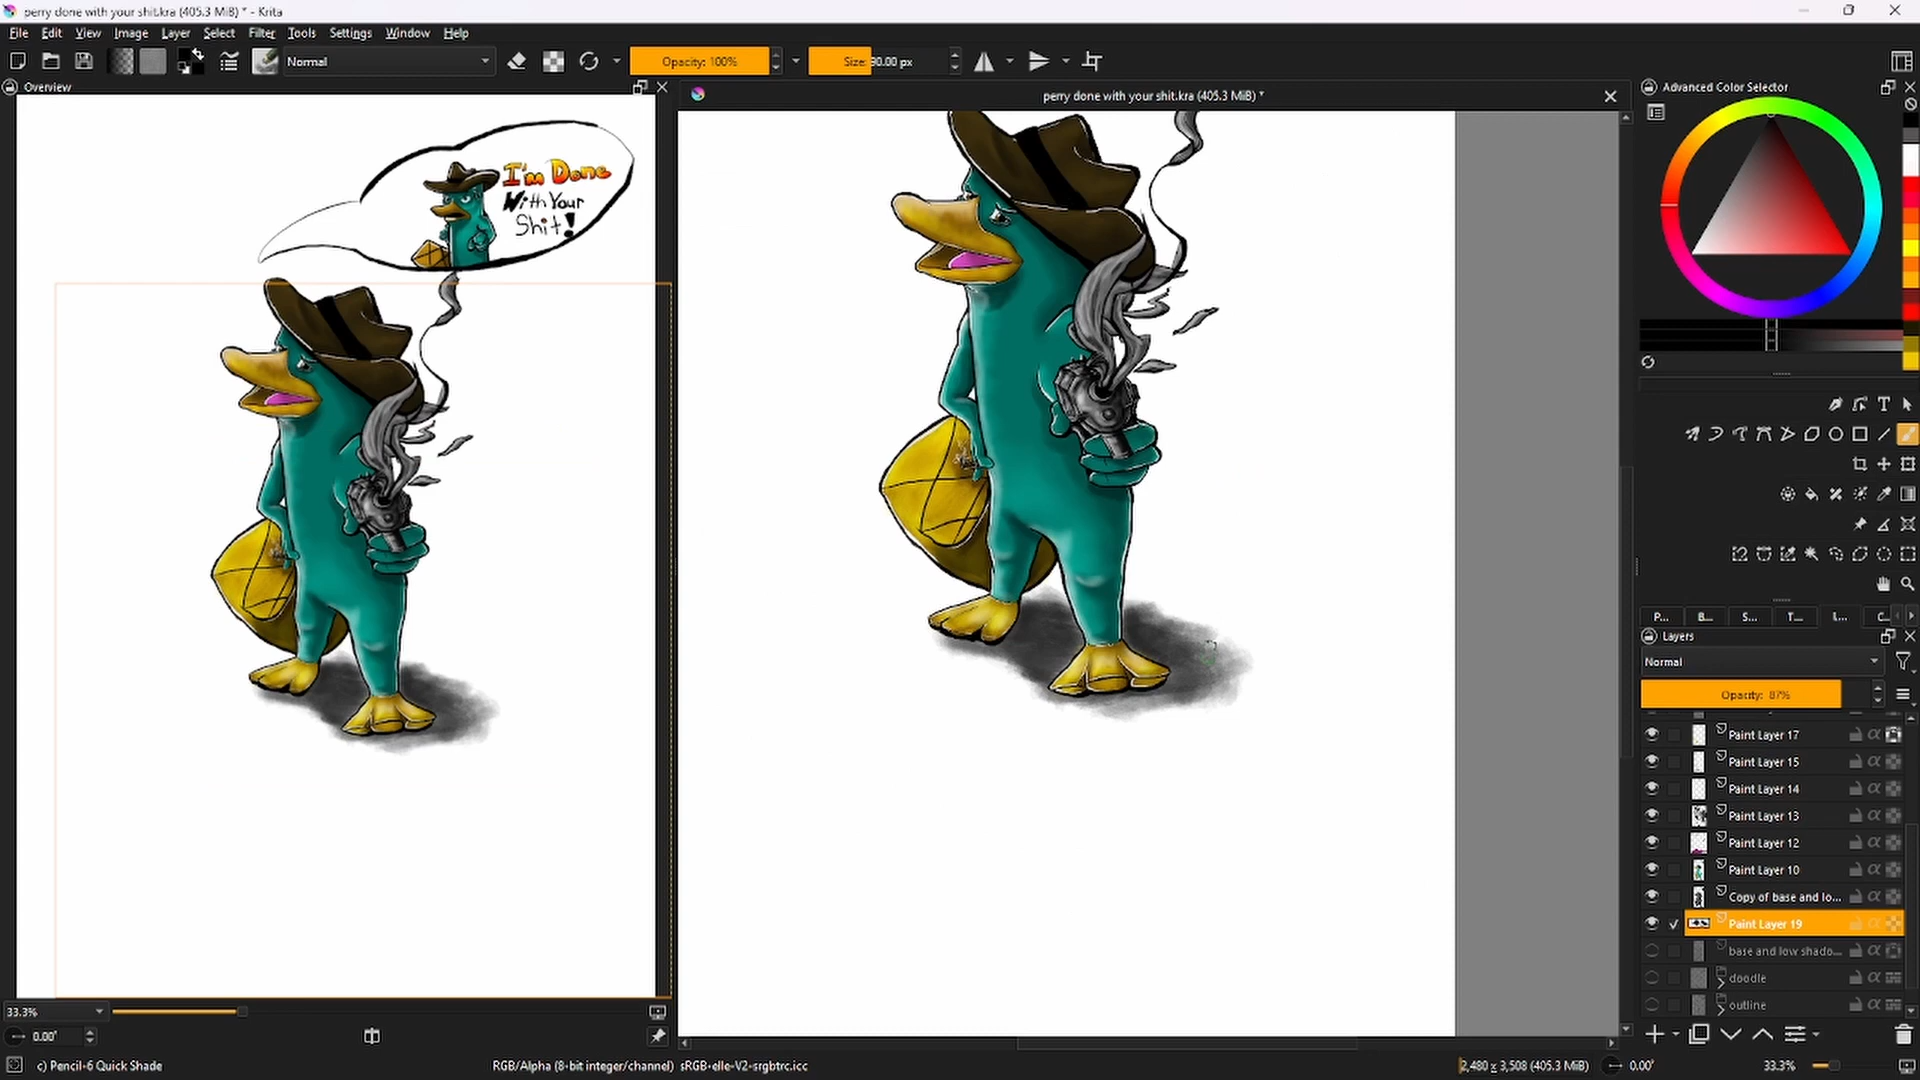 perry done with your shit.kra (405.3 MiB) * - Krita
File Edit View Image Layer Select Filter Tools Settings Window Help
Normal
Opacity: 100%
Size: 90.00 px
Overview
perry done with your shit.kra (405.3 MiB) *
Advanced Color Selector
I'm Done
With Your
Shit!
P... B... S... T... L... C...
Layers
Normal
Opacity: 87%
Paint Layer 17
Paint Layer 15
Paint Layer 14
Paint Layer 13
Paint Layer 12
Paint Layer 10
Copy of base and lo...
Paint Layer 19
base and low shado...
doodle
outline
33.3%
0.00°
c) Pencil-6 Quick Shade
RGB/Alpha (8-bit integer/channel) sRGB-elle-V2-srgbtrc.icc
2,480 x 3,508 (405.3 MiB)
0.00°
33.3%